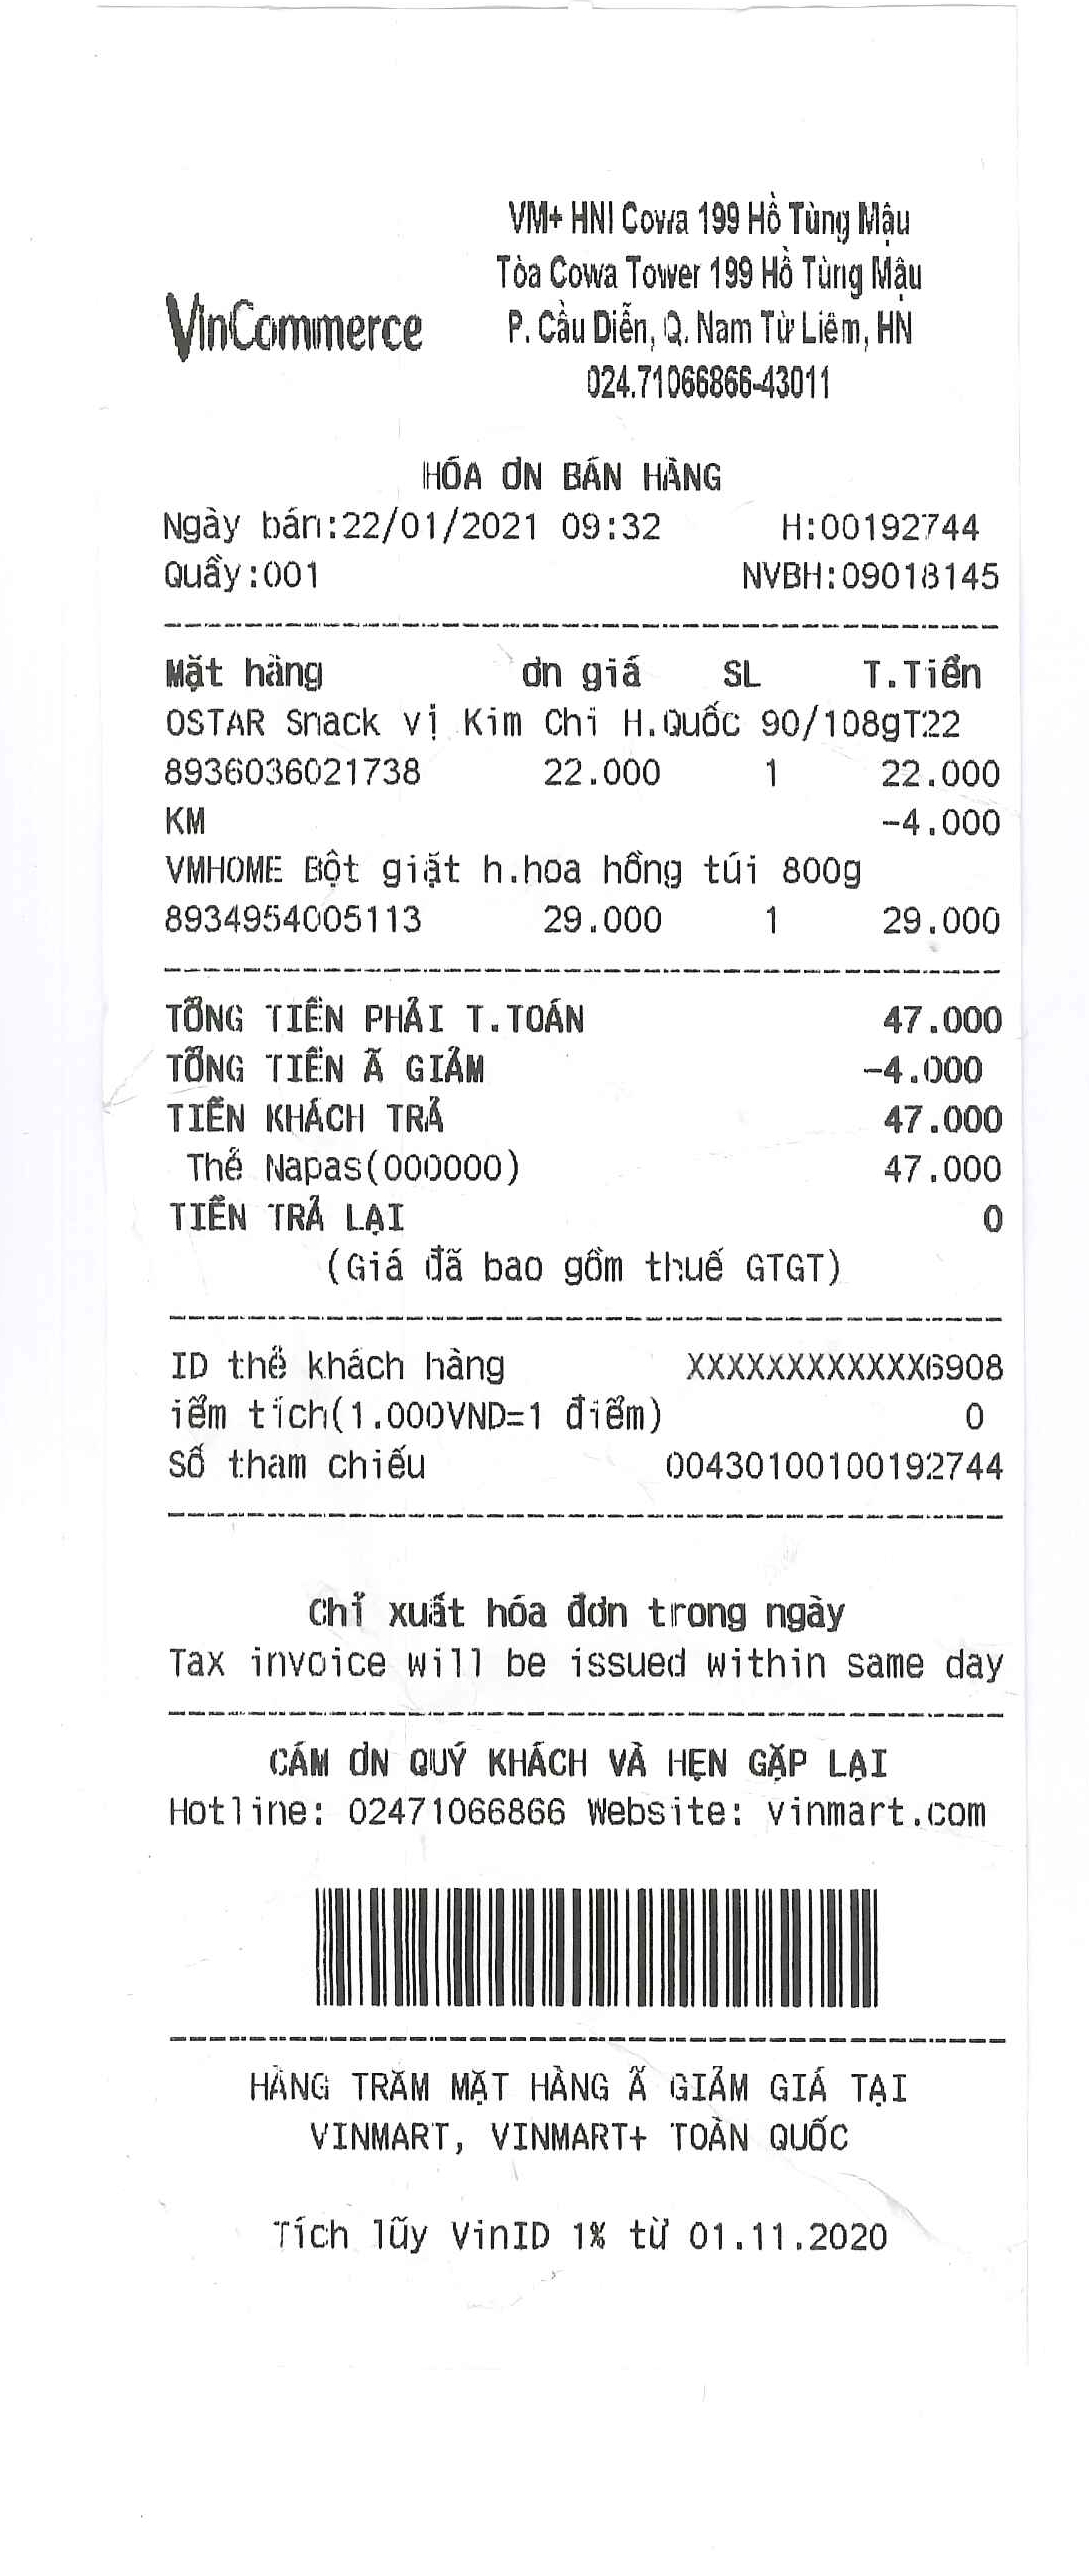 VinCommerce
VM+ HNI Cowa 199 Hồ Tùng Mậu
Tòa Cowa Tower 199 Hồ Tùng Mậu
P. Cầu Diễn, Q. Nam Từ Liêm, HN
024.71066866-43011
HÓA ƠN BÁN HÀNG
Ngày bán:22/01/2021 09:32 H:00192744
Quầy:001 NVBH:09018145
Mặt hàng ơn giá SL T.Tiền
OSTAR Snack vị Kim Chi H.Quốc 90/108gT22
8936036021738 22.000 1 22.000
KM -4.000
VMHOME Bột giặt h.hoa hồng túi 800g
8934954005113 29.000 1 29.000
TỔNG TIỀN PHẢI T.TOÁN 47.000
TỔNG TIỀN Ã GIẢM -4.000
TIỀN KHÁCH TRẢ 47.000
Thẻ Napas(000000) 47.000
TIỀN TRẢ LẠI 0
(Giá đã bao gồm thuế GTGT)
ID thẻ khách hàng XXXXXXXXXXXX6908
iểm tích(1.000VND=1 điểm) 0
Số tham chiếu 00430100100192744
Chỉ xuất hóa đơn trong ngày
Tax invoice will be issued within same day
CÁM ƠN QUÝ KHÁCH VÀ HẸN GẶP LẠI
Hotline: 02471066866 Website: vinmart.com
HÀNG TRĂM MẶT HÀNG Ã GIẢM GIÁ TẠI
VINMART, VINMART+ TOÀN QUỐC
Tích lũy VinID 1% từ 01.11.2020